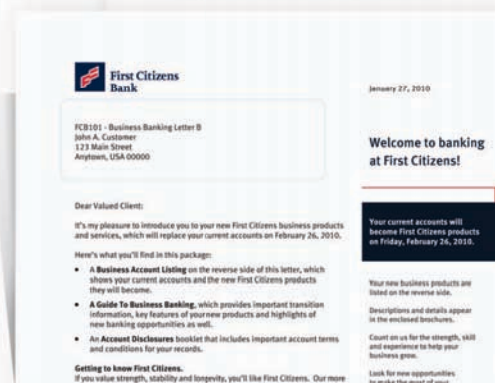 First Citizens
Bank
January 27, 2010
FCB101 - Business Banking Letter B
John A. Customer
123 Main Street
Anytown, USA 00000
Welcome to banking
at First Citizens!
Dear Valued Client:
It's my pleasure to introduce you to your new First Citizens business products
and services, which will replace your current accounts on February 26, 2010.
Here's what you'll find in this package:
• A Business Account Listing on the reverse side of this letter, which
shows your current accounts and the new First Citizens products
they will become.
• A Guide To Business Banking, which provides important transition
information, key features of your new products and highlights of
new banking opportunities as well.
• An Account Disclosures booklet that includes important account terms
and conditions for your records.
Getting to know First Citizens.
If you value strength, stability and longevity, you'll like First Citizens. Our more
Your current accounts will
become First Citizens products
on Friday, February 26, 2010.
Your new business products are
listed on the reverse side.
Descriptions and details appear
in the enclosed brochures.
Count on us for the strength, skill
and experience to help your
business grow.
Look for new opportunities
to make the most of your